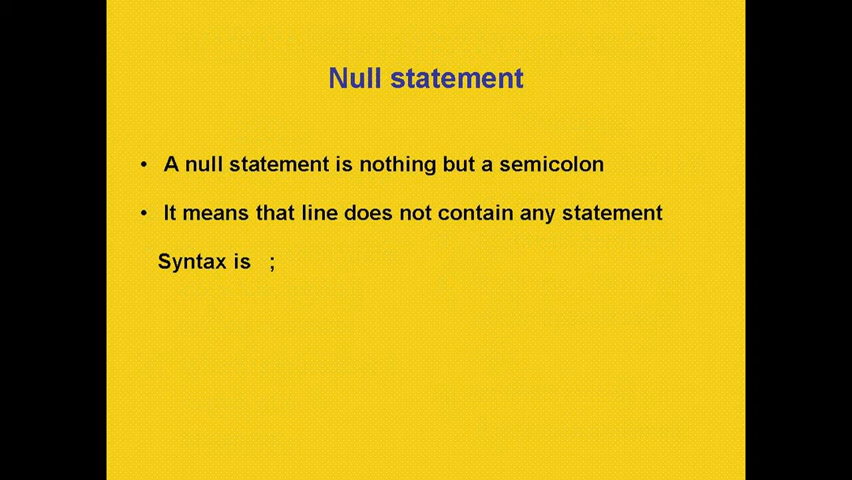 Null statement
• A null statement is nothing but a semicolon
• It means that line does not contain any statement
Syntax is ;